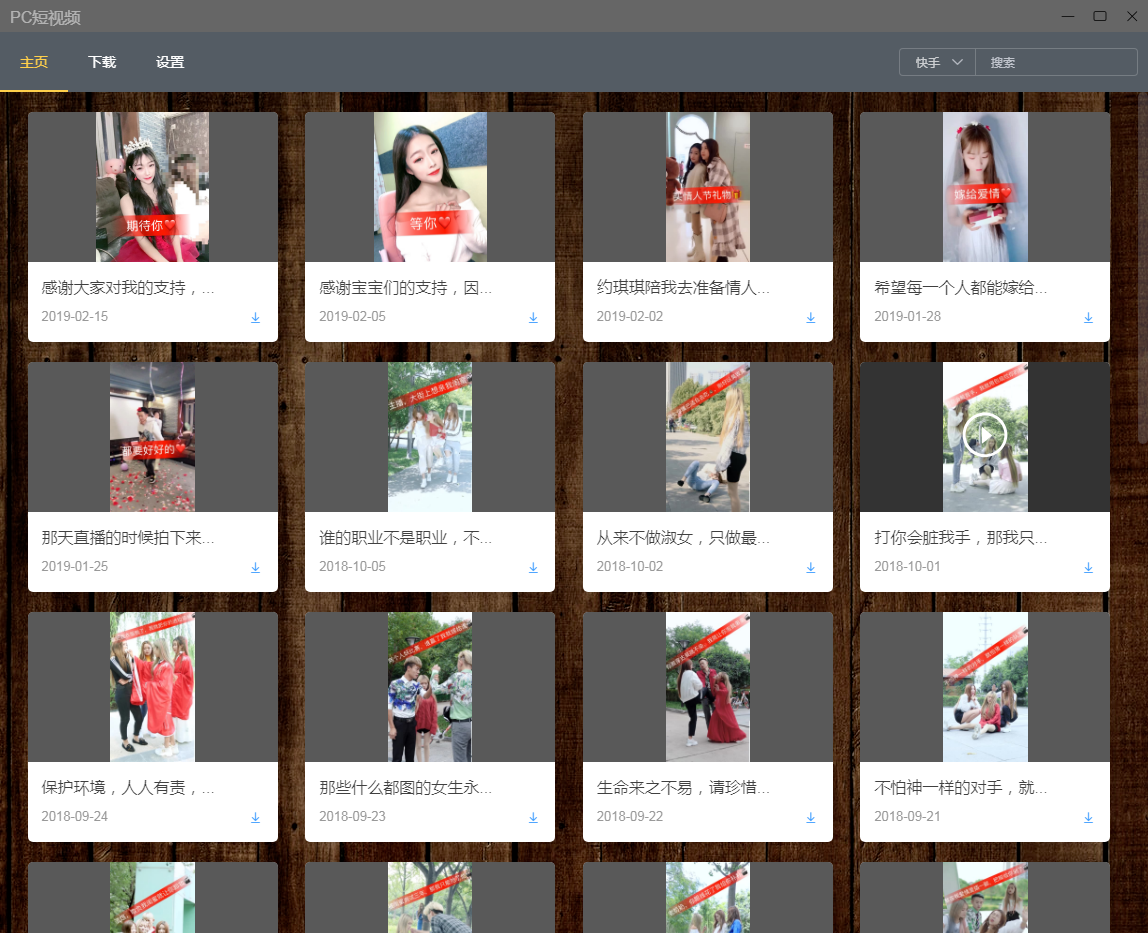 PC短视频
主页
下载
设置
快手
搜索
期待你
等你
买情人节礼物
嫁给爱情
感谢大家对我的支持，...
2019-02-15
感谢宝宝们的支持，因...
2019-02-05
约琪琪陪我去准备情人...
2019-02-02
希望每一个人都能嫁给...
2019-01-28
都要好好的
那天直播的时候拍下来...
2019-01-25
谁的职业不是职业，不...
2018-10-05
从来不做淑女，只做最...
2018-10-02
打你会脏我手，那我只...
2018-10-01
保护环境，人人有责，...
2018-09-24
那些什么都图的女生永...
2018-09-23
生命来之不易，请珍惜...
2018-09-22
不怕神一样的对手，就...
2018-09-21